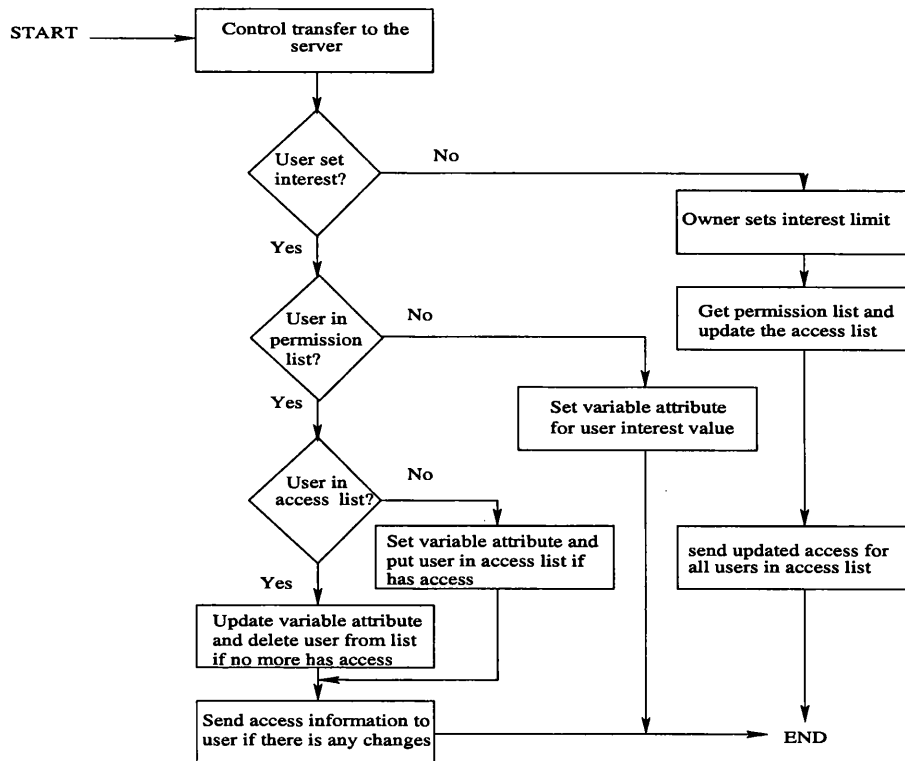 START
Control transfer to the
server
User set
interest?
No
Yes
Owner sets interest limit
User in
permission
list?
No
Yes
Get permission list and
update the access list
Set variable attribute
for user interest value
User in
access list?
No
Yes
Set variable attribute and
put user in access list if
has access
send updated access for
all users in access list
Update variable attribute
and delete user from list
if no more has access
Send access information to
user if there is any changes
END